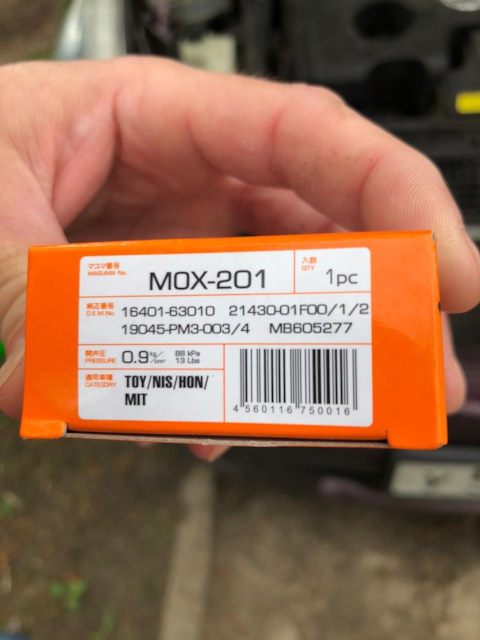 マスマ番号
MASUMA No.
MOX-201
入数
QTY
1pc
純正番号
O.E.M.No.
16401-63010 21430-01F00/1/2
19045-PM3-003/4 MB605277
開弁圧
PRESSURE
0.9 kg/cm²
88 kPa
13 Lbs
適用車種
CATEGORY
TOY/NIS/HON/
MIT
4 560116 750016